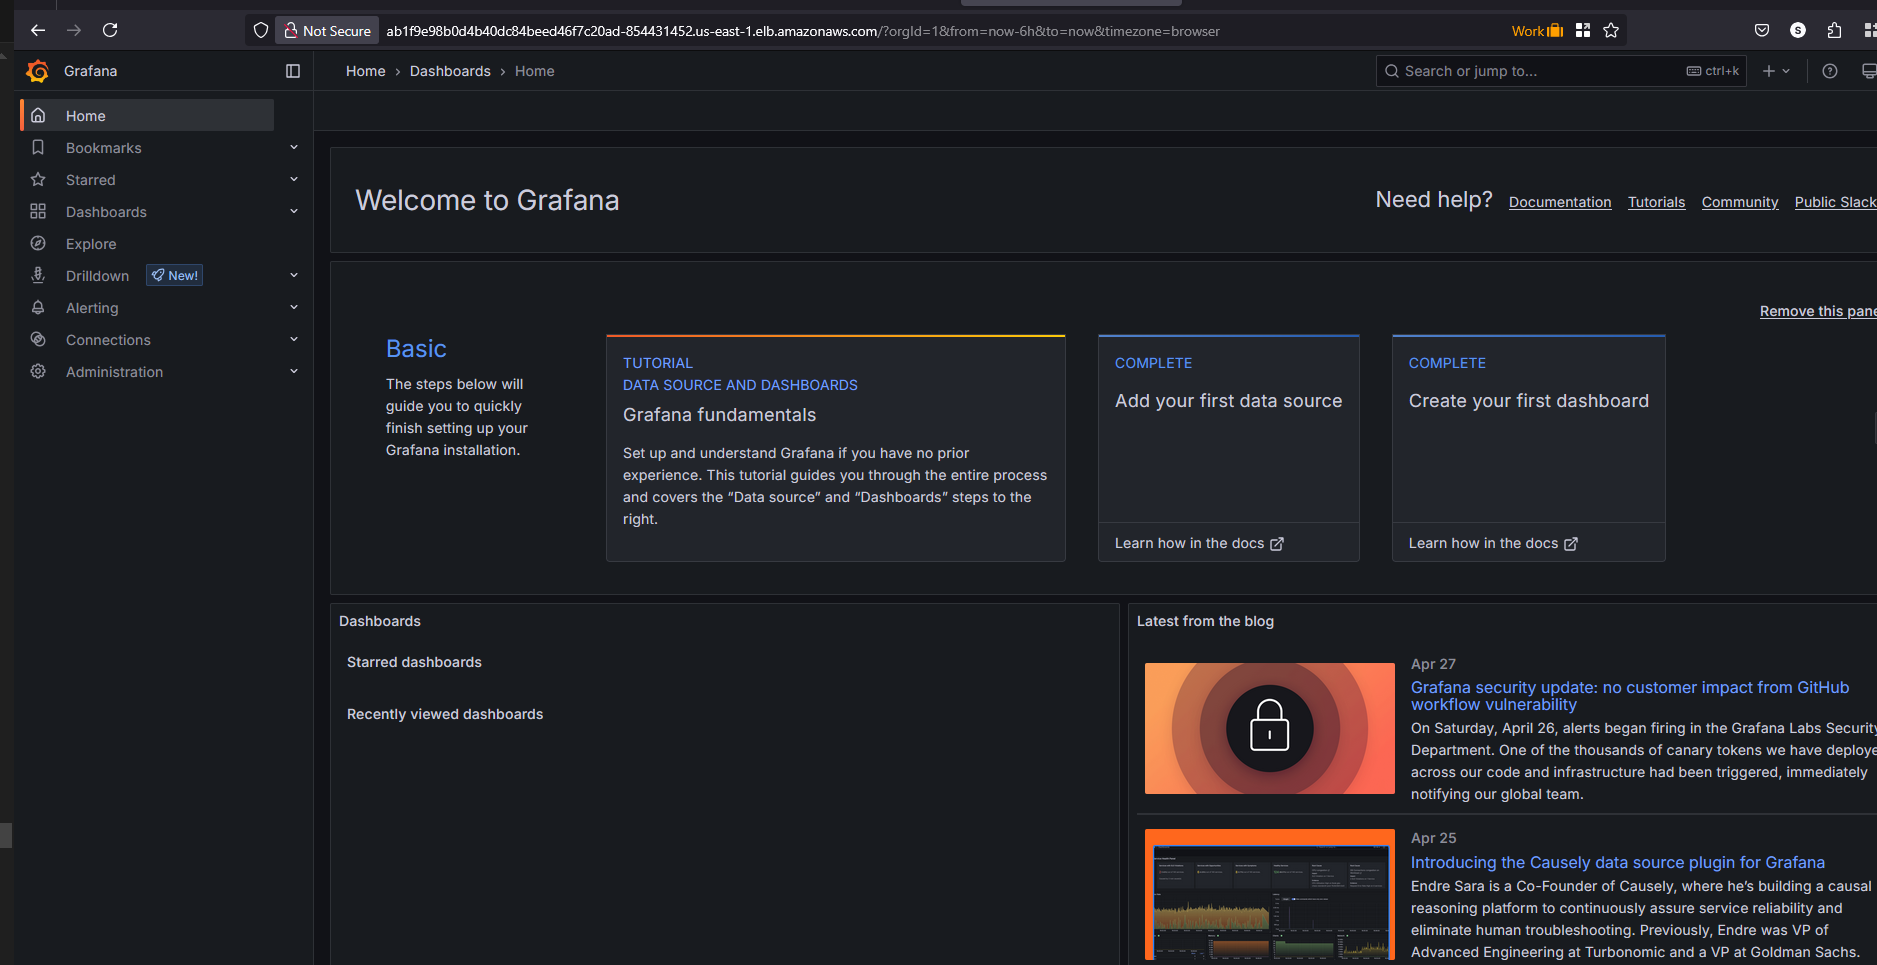 Not Secure
ab1f9e98b0d4b40dc84beed46f7c20ad-854431452.us-east-1.elb.amazonaws.com/?orgId=1&from=now-6h&to=now&timezone=browser
Work
S
Grafana
Home › Dashboards › Home
Search or jump to...
ctrl+k
Home
Bookmarks
Starred
Dashboards
Explore
Drilldown
New!
Alerting
Connections
Administration
Welcome to Grafana
Need help?
Documentation
Tutorials
Community
Public Slack
Remove this pane
Basic
The steps below will
guide you to quickly
finish setting up your
Grafana installation.
TUTORIAL
DATA SOURCE AND DASHBOARDS
Grafana fundamentals
Set up and understand Grafana if you have no prior
experience. This tutorial guides you through the entire process
and covers the “Data source” and “Dashboards” steps to the
right.
COMPLETE
Add your first data source
Learn how in the docs
COMPLETE
Create your first dashboard
Learn how in the docs
Dashboards
Starred dashboards
Recently viewed dashboards
Latest from the blog
Apr 27
Grafana security update: no customer impact from GitHub
workflow vulnerability
On Saturday, April 26, alerts began firing in the Grafana Labs Security
Department. One of the thousands of canary tokens we have deploye
across our code and infrastructure had been triggered, immediately
notifying our global team.
Apr 25
Introducing the Causely data source plugin for Grafana
Endre Sara is a Co-Founder of Causely, where he’s building a causal
reasoning platform to continuously assure service reliability and
eliminate human troubleshooting. Previously, Endre was VP of
Advanced Engineering at Turbonomic and a VP at Goldman Sachs.